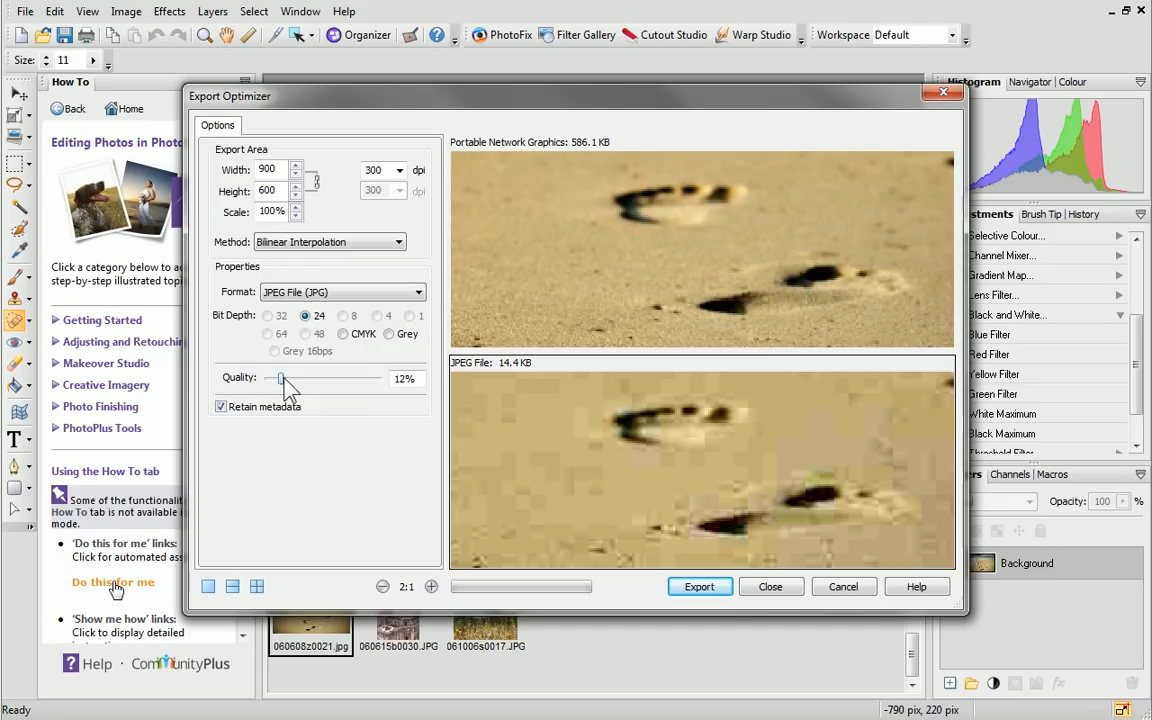 File Edit View Image Effects Layers Select Window Help
Organizer PhotoFix Filter Gallery Cutout Studio Warp Studio Workspace Default
Size: 11
How To
Back Home
Editing Photos in
Click a category below to
step-by-step illustrated
Getting Started
Adjusting and
Makeover Studio
Creative Imagery
Photo Finishing
PhotoPlus Tools
Using the How To tab
Some of the
How To tab is not available
mode.
'Do this for me' links:
Click for automated
Do this for me
'Show me how' links:
Click to display detailed
Help · CommunityPlus
Ready
Export Optimizer
Options
Export Area
Width: 900 300 dpi
Height: 600 300 dpi
Scale: 100%
Method: Bilinear Interpolation
Properties
Format: JPEG File (JPG)
Bit Depth: 32 24 8 4 1
64 48 CMYK Grey
Grey 16bps
Quality: 12%
Retain metadata
Portable Network Graphics: 586.1 KB
JPEG File: 14.4 KB
2:1 Export Close Cancel Help
060608z0021.jpg 060615b0030.JPG 061006s0017.JPG
Histogram Navigator | Colour
Brush Tip | History
Selective Colour...
Channel Mixer...
Gradient Map...
Lens Filter...
Black and White...
Blue Filter
Red Filter
Yellow Filter
Green Filter
White Maximum
Black Maximum
Threshold Filter
Channels | Macros
Opacity: 100 %
Background
-790 pix, 220 pix